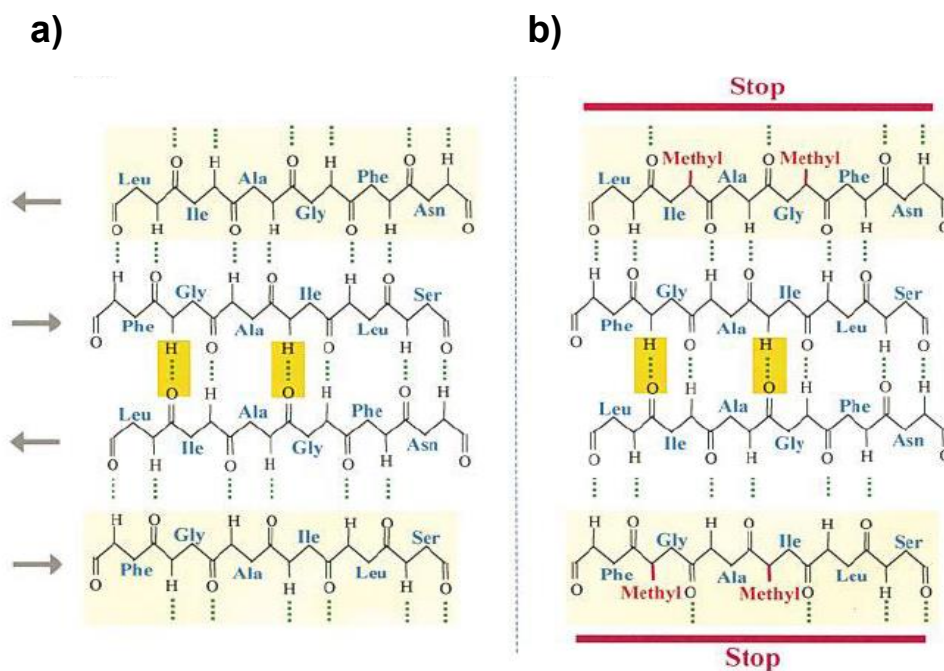 a)
O H O H O H
Leu Ala Phe
Ile Gly Asn
O H O H O H O
H O H O H O
Gly Ile Ser
Phe Ala Leu
O H O H O H O
O H O H O H
Leu Ala Phe
Ile Gly Asn
O H O H O H O
H O H O H O
Gly Ile Ser
Phe Ala Leu
O H O H O H O
b)
Stop
O Methyl O Methyl O H
Leu Ala Phe
Ile Gly Asn
O H O H O H O
H O H O H O
Gly Ile Ser
Phe Ala Leu
O H O H O H O
O H O H O H
Leu Ala Phe
Ile Gly Asn
O H O H O H O
H O H O H O
Gly Ile Ser
Phe Ala Leu
O Methyl O Methyl O H O
Stop